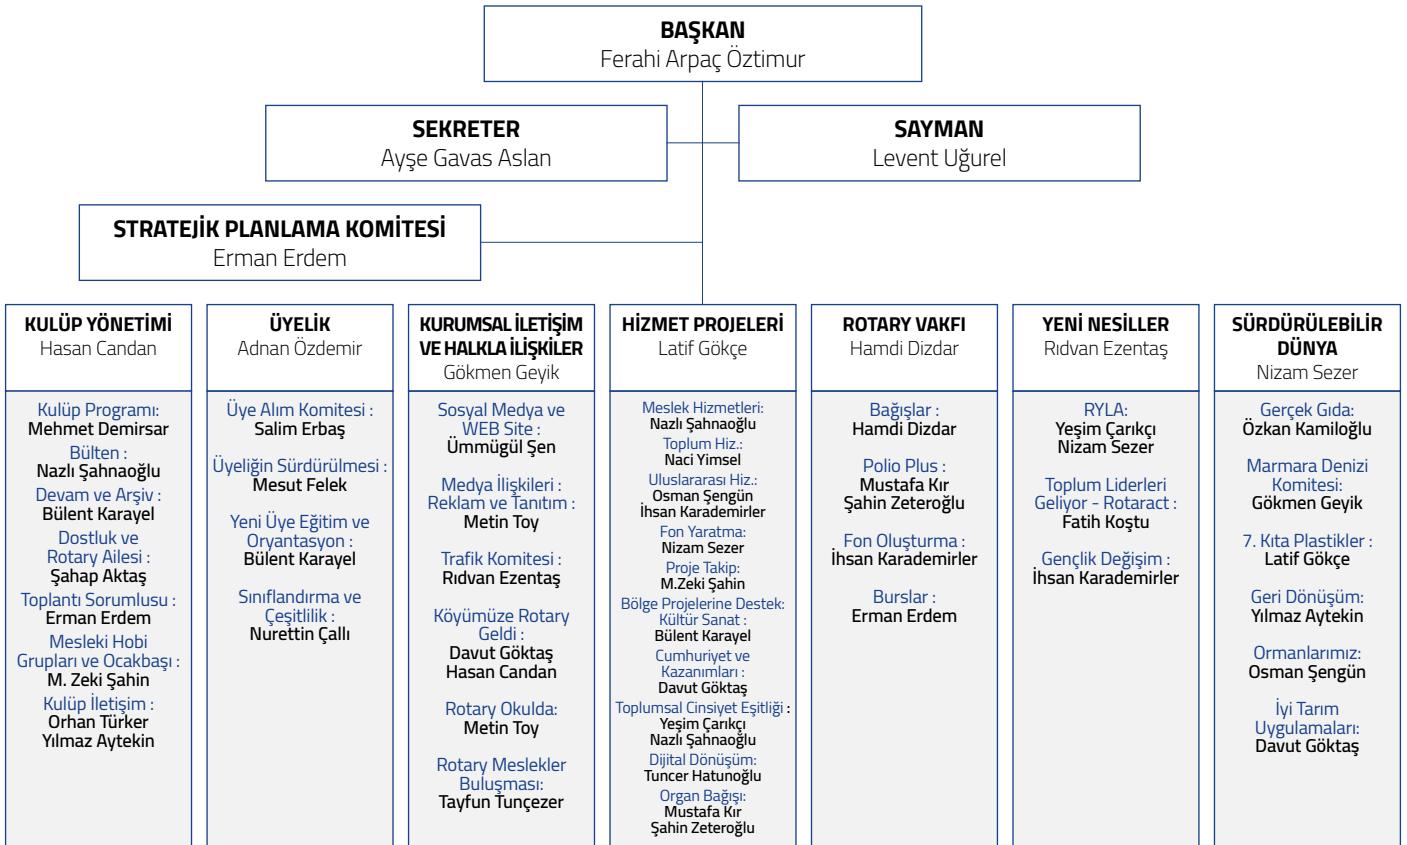 BAŞKAN
Ferahi Arpaç Öztimur
SEKRETER
Ayşe Gavas Aslan
SAYMAN
Levent Uğurel
STRATEJİK PLANLAMA KOMİTESİ
Erman Erdem
KULÜP YÖNETİMİ
Hasan Candan
Kulüp Programı:
Mehmet Demirsar
Bülten :
Nazlı Şahnaoğlu
Devam ve Arşiv :
Bülent Karayel
Dostluk ve
Rotary Ailesi :
Şahap Aktaş
Toplantı Sorumlusu :
Erman Erdem
Mesleki Hobi
Grupları ve Ocakbaşı :
M. Zeki Şahin
Kulüp İletişim :
Orhan Türker
Yılmaz Aytekin
ÜYELİK
Adnan Özdemir
Üye Alım Komitesi :
Salim Erbaş
Üyeliğin Sürdürülmesi :
Mesut Felek
Yeni Üye Eğitim ve
Oryantasyon :
Bülent Karayel
Sınıflandırma ve
Çeşitlilik :
Nurettin Çallı
KURUMSAL İLETİŞİM
VE HALKLA İLİŞKİLER
Gökmen Geyik
Sosyal Medya ve
WEB Site :
Ümmügül Şen
Medya İlişkileri :
Reklam ve Tanıtım :
Metin Toy
Trafik Komitesi :
Rıdvan Ezentaş
Köyümüze Rotary
Geldi :
Davut Göktaş
Hasan Candan
Rotary Okulda:
Metin Toy
Rotary Meslekler
Buluşması:
Tayfun Tunçezer
HİZMET PROJELERİ
Latif Gökçe
Meslek Hizmetleri:
Nazlı Şahnaoğlu
Toplum Hiz.:
Naci Yimsel
Uluslararası Hiz.:
Osman Şengün
İhsan Karademirler
Fon Yaratma:
Nizam Sezer
Proje Takip:
M.Zeki Şahin
Bölge Projelerine Destek:
Kültür Sanat :
Bülent Karayel
Cumhuriyet ve
Kazanımları :
Davut Göktaş
Toplumsal Cinsiyet Eşitliği :
Yeşim Çarıkçı
Nazlı Şahnaoğlu
Dijital Dönüşüm:
Tuncer Hatunoğlu
Organ Bağışı:
Mustafa Kır
Şahin Zeteroğlu
ROTARY VAKFI
Hamdi Dizdar
Bağışlar :
Hamdi Dizdar
Polio Plus :
Mustafa Kır
Şahin Zeteroğlu
Fon Oluşturma :
İhsan Karademirler
Burslar :
Erman Erdem
YENİ NESİLLER
Rıdvan Ezentaş
RYLA:
Yeşim Çarıkçı
Nizam Sezer
Toplum Liderleri
Geliyor - Rotaract :
Fatih Koştu
Gençlik Değişim :
İhsan Karademirler
SÜRDÜRÜLEBİLİR
DÜNYA
Nizam Sezer
Gerçek Gıda:
Özkan Kamiloğlu
Marmara Denizi
Komitesi:
Gökmen Geyik
7. Kıta Plastikler :
Latif Gökçe
Geri Dönüşüm:
Yılmaz Aytekin
Ormanlarımız:
Osman Şengün
İyi Tarım
Uygulamaları:
Davut Göktaş